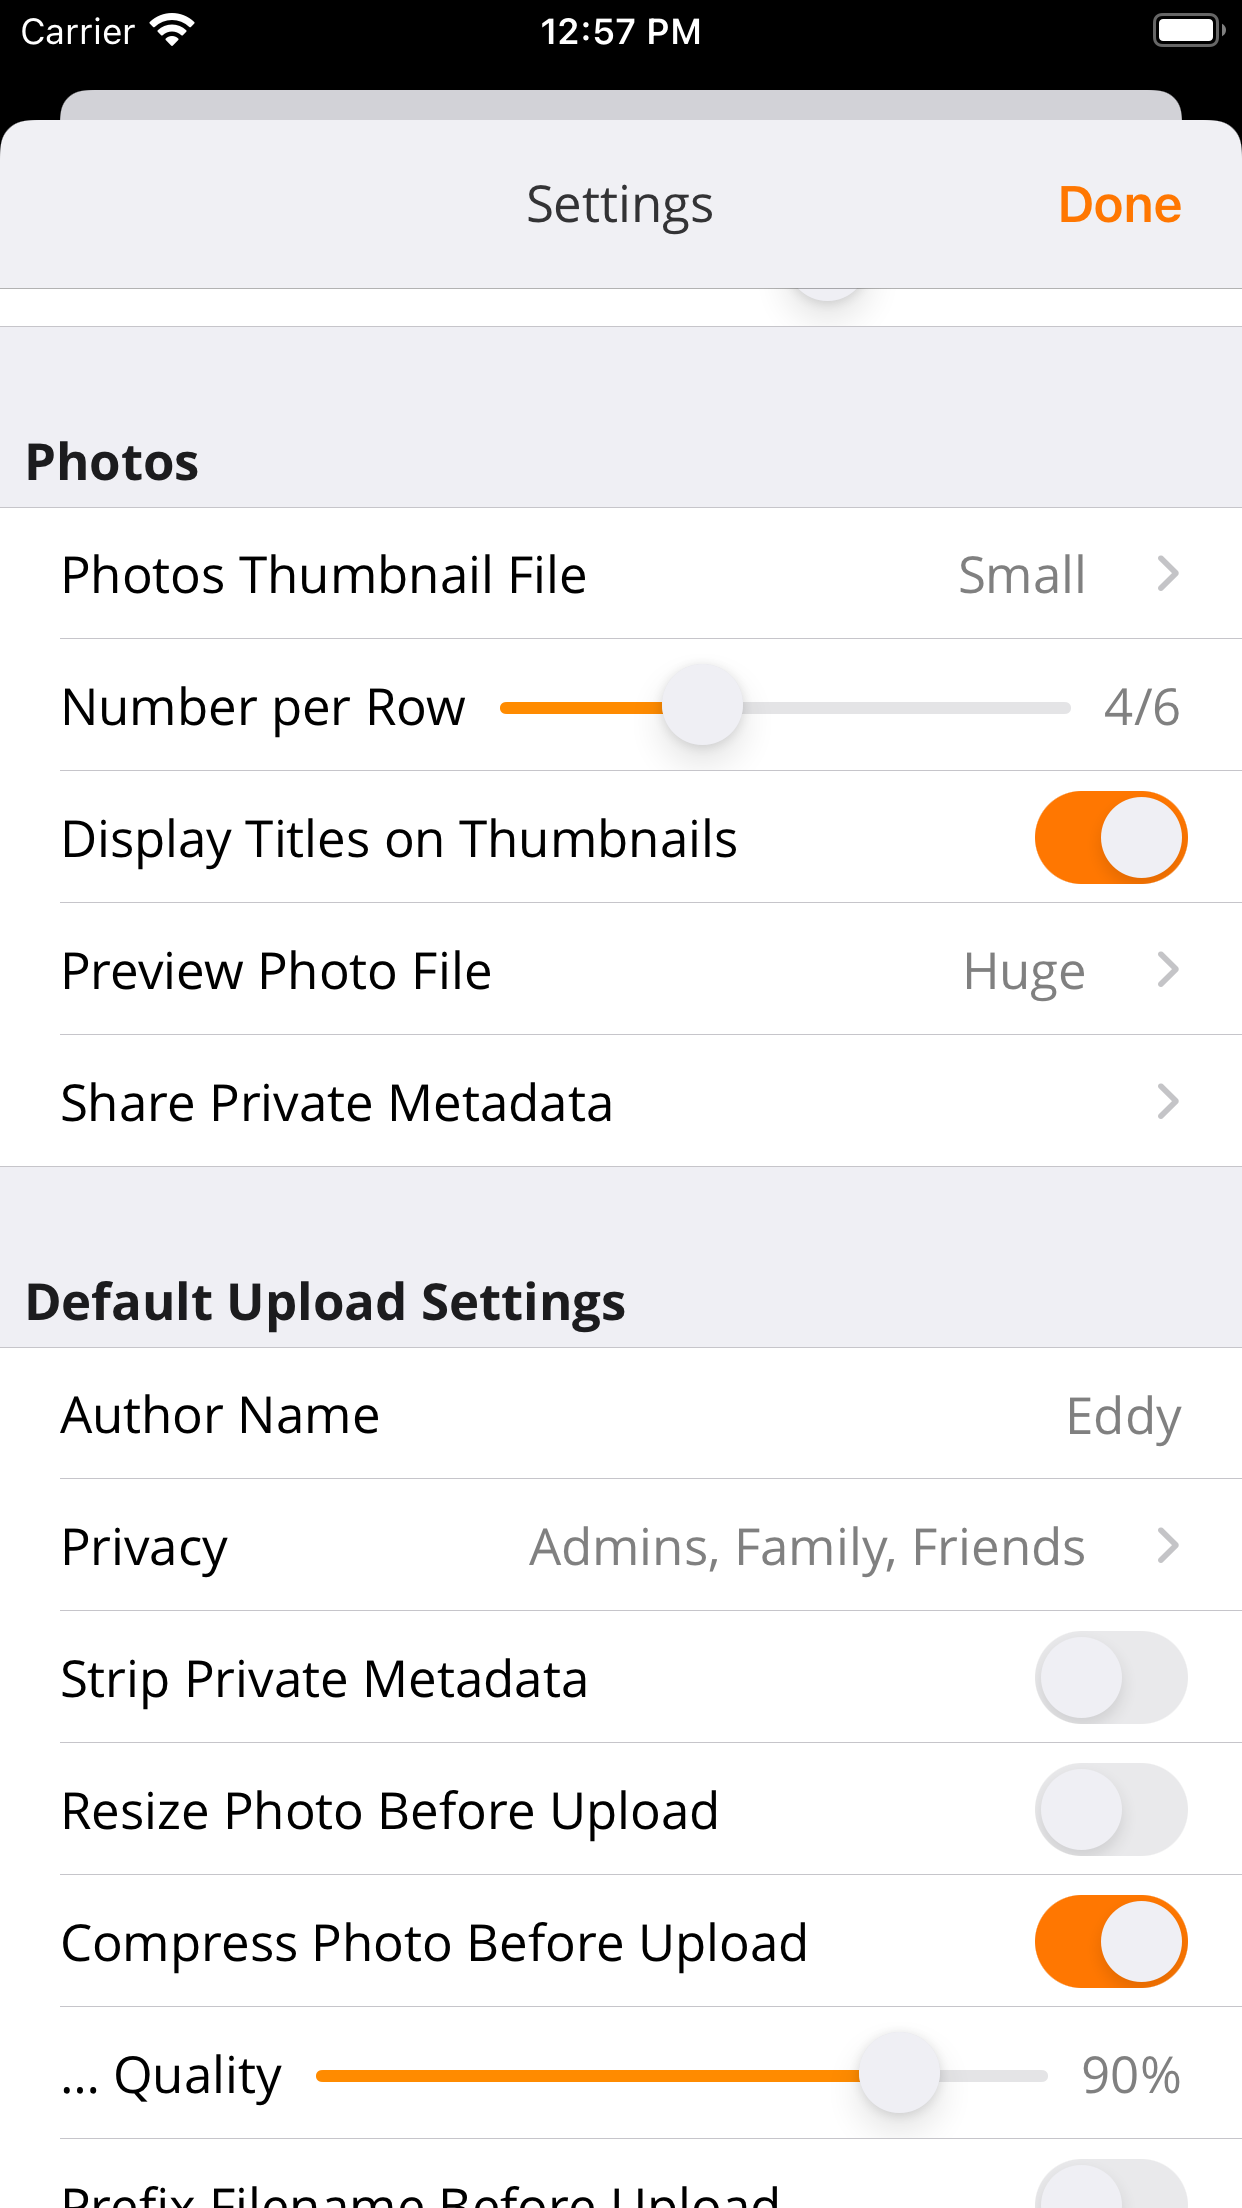 Carrier 12:57 PM
Settings Done
Photos
Photos Thumbnail File Small
Number per Row 4/6
Display Titles on Thumbnails
Preview Photo File Huge
Share Private Metadata
Default Upload Settings
Author Name Eddy
Privacy Admins, Family, Friends
Strip Private Metadata
Resize Photo Before Upload
Compress Photo Before Upload
... Quality 90%
Prefix Filename Before Upload